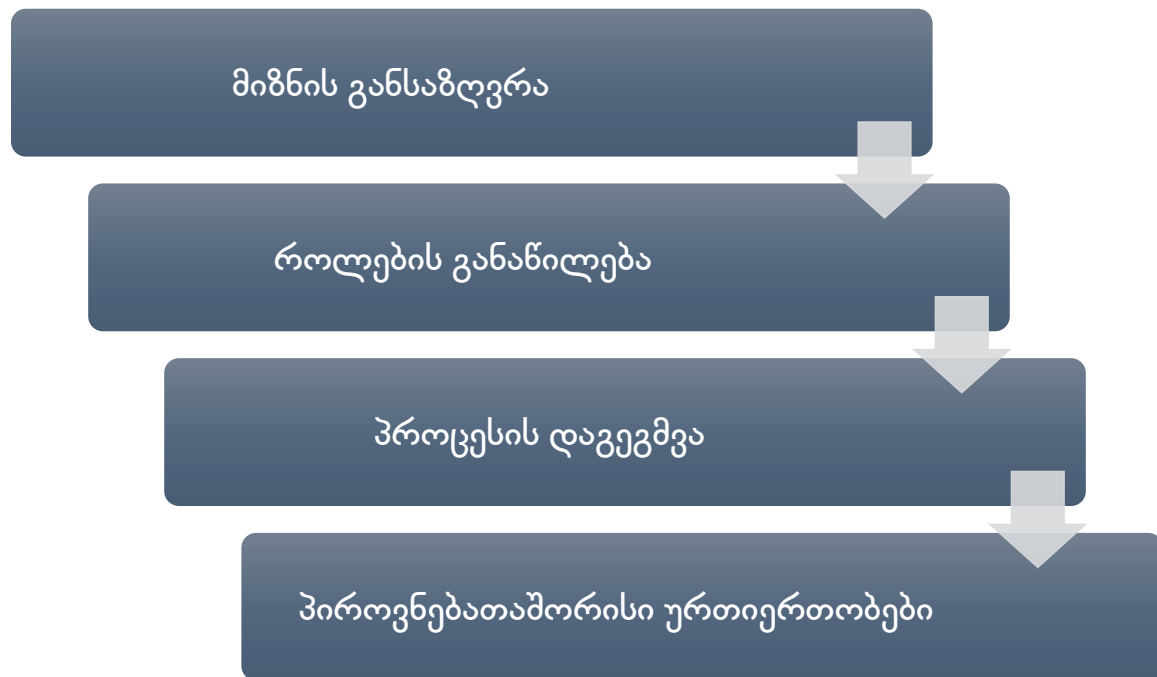 მიზნის განსაზღვრა
როლების განაწილება
პროცესის დაგეგმვა
პიროვნებათაშორისი ურთიერთობები